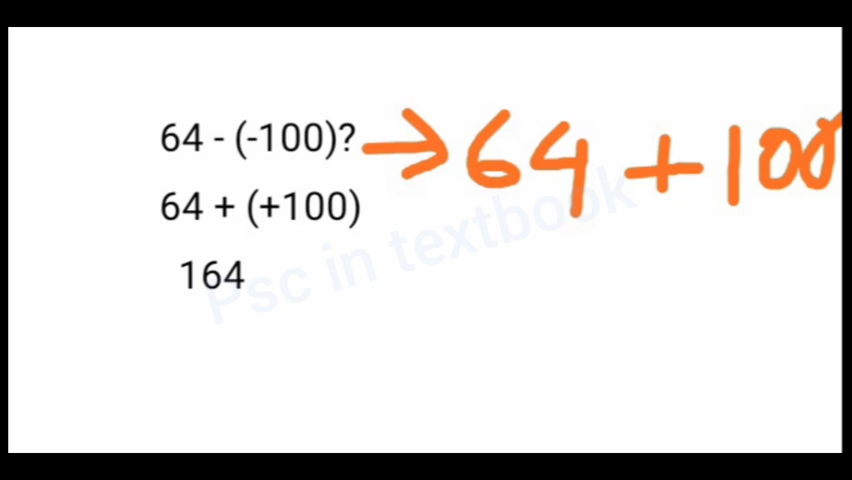 64 - (-100)? → 64 + 100
64 + (+100)
164
Psc in textbook